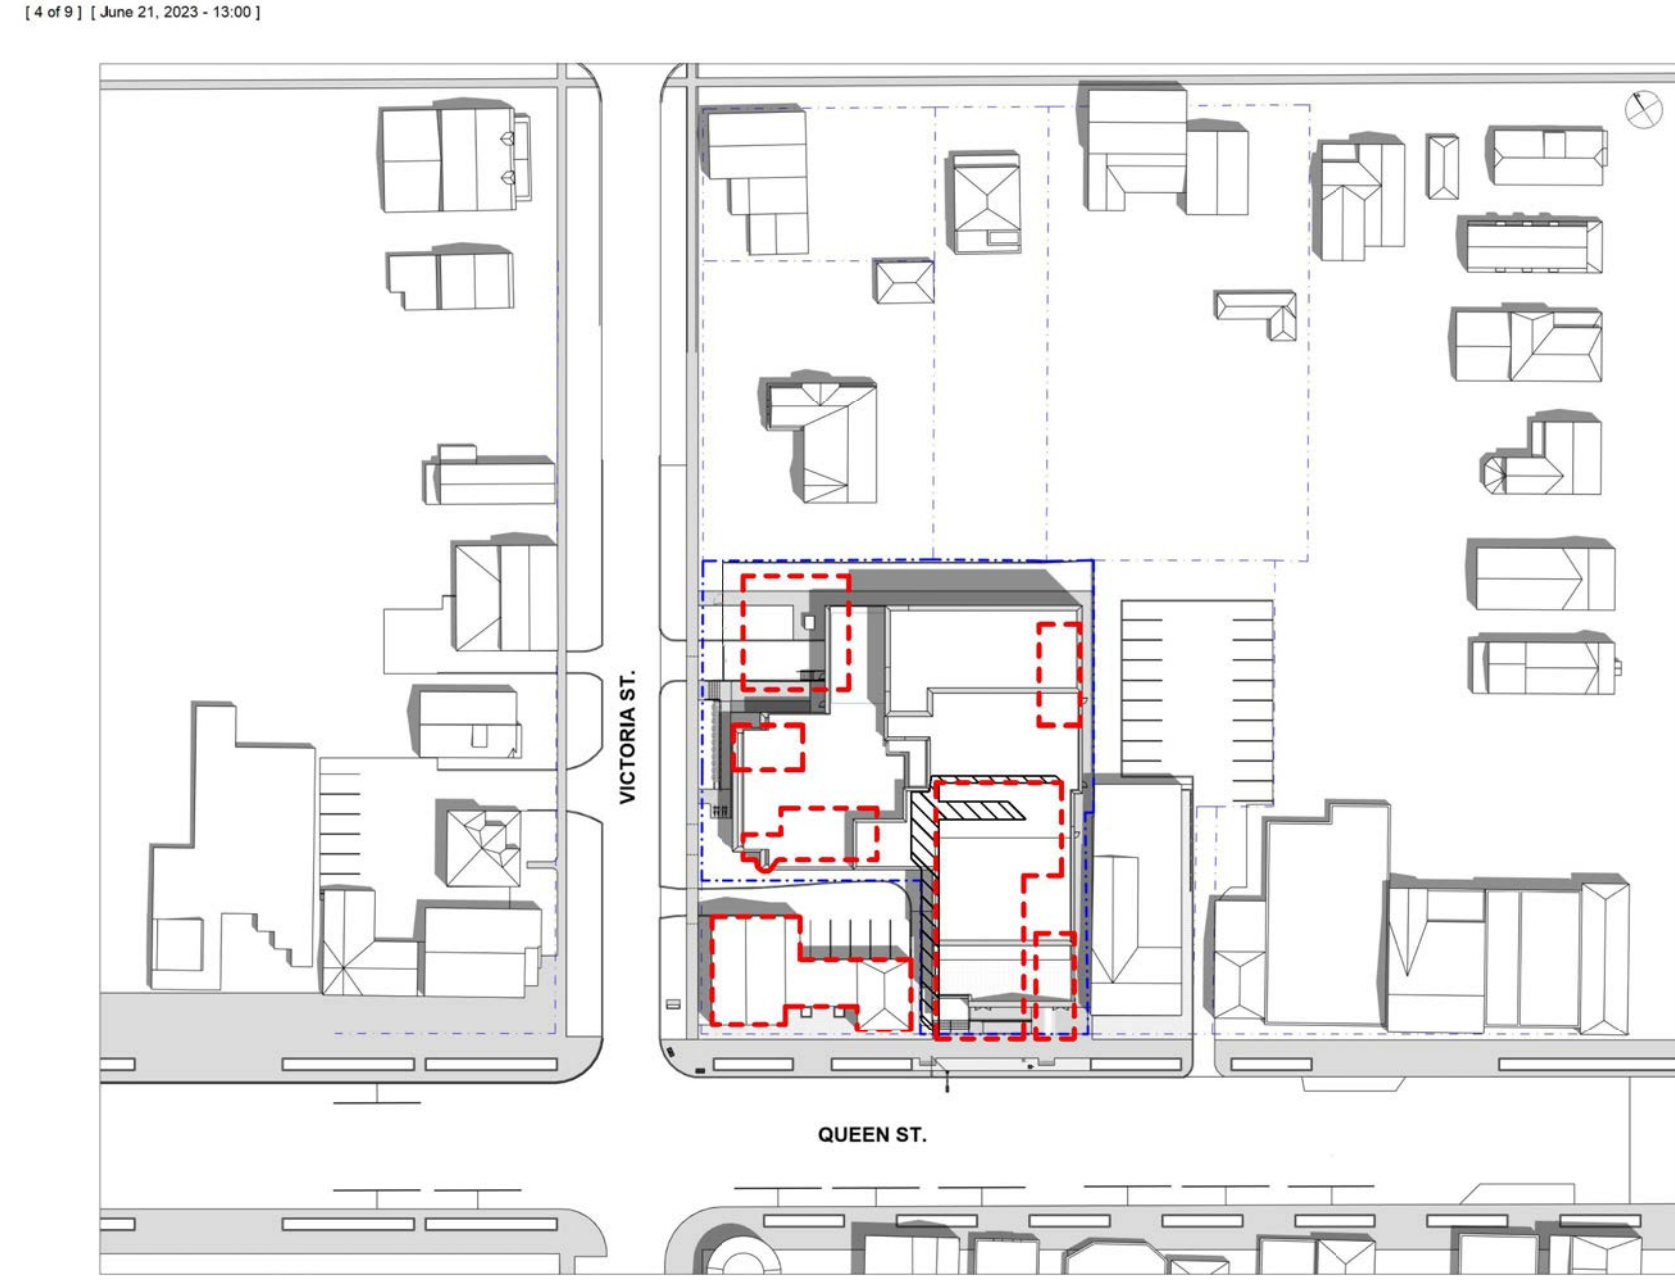 [ 4 of 9 ] [ June 21, 2023 - 13:00 ]
VICTORIA ST.
QUEEN ST.